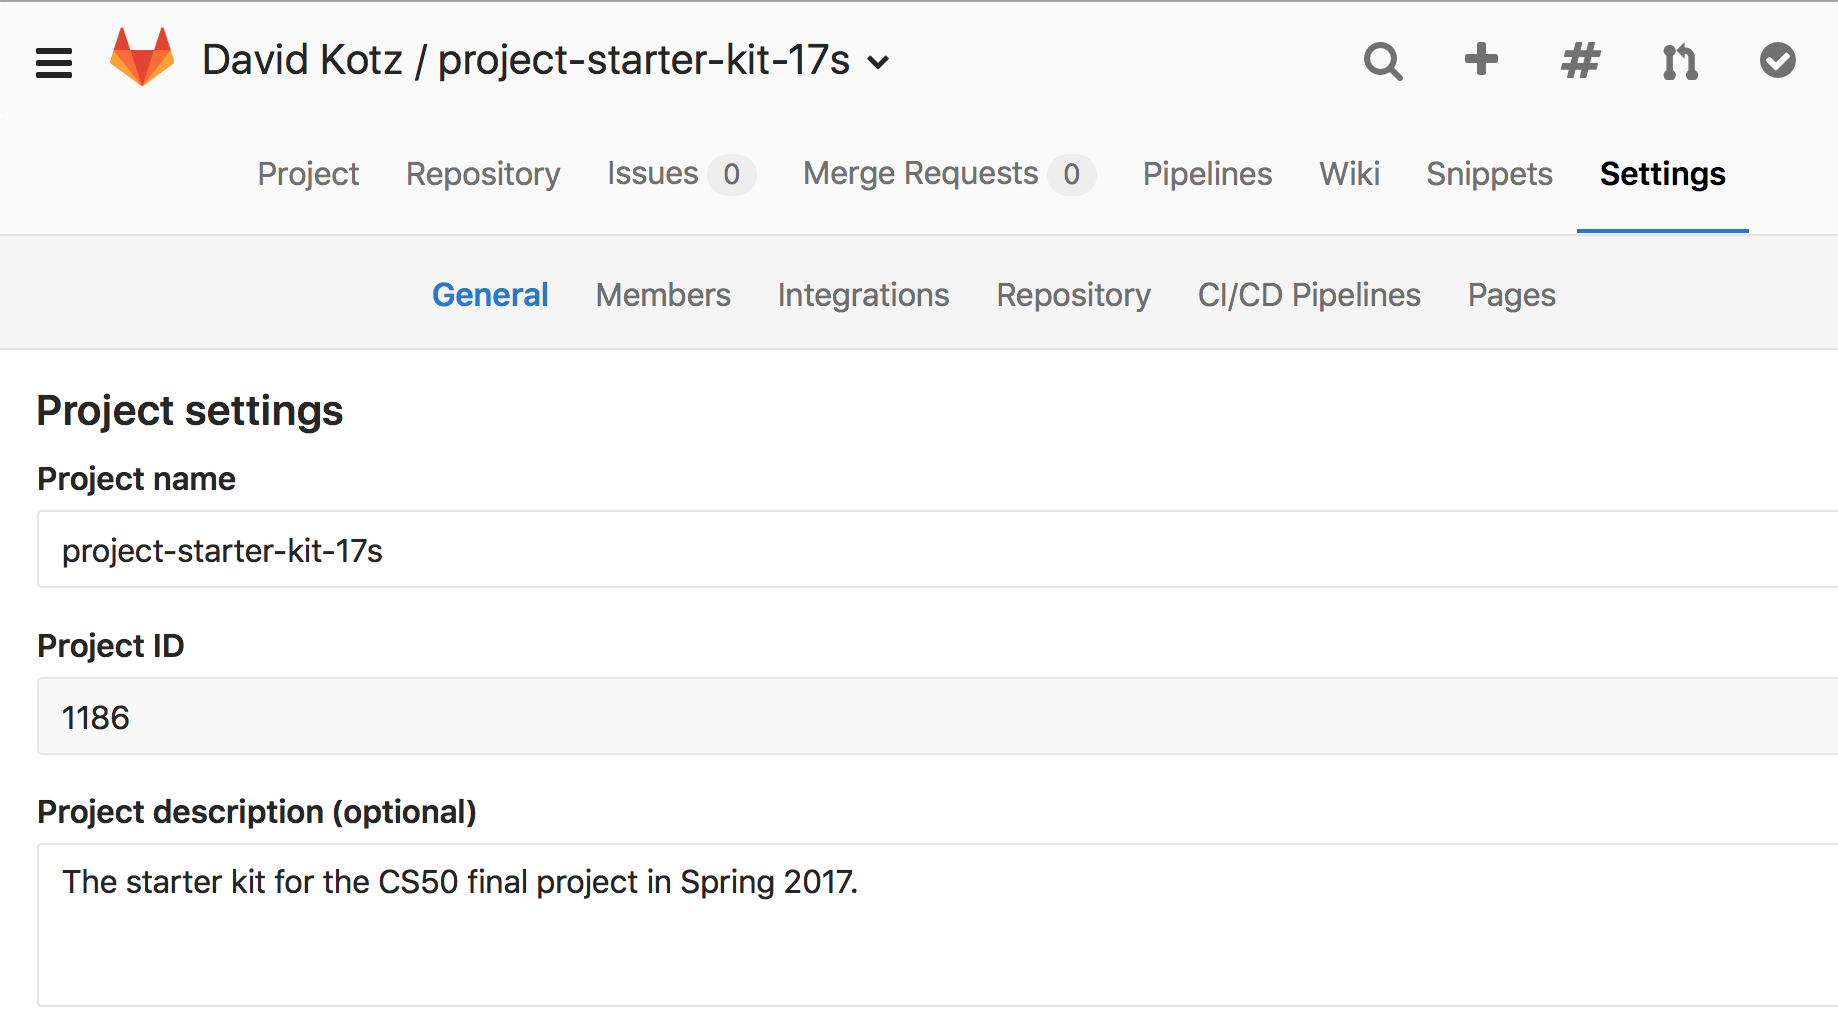 David Kotz / project-starter-kit-17s
Project Repository Issues 0 Merge Requests 0 Pipelines Wiki Snippets Settings
General Members Integrations Repository CI/CD Pipelines Pages
Project settings
Project name
project-starter-kit-17s
Project ID
1186
Project description (optional)
The starter kit for the CS50 final project in Spring 2017.